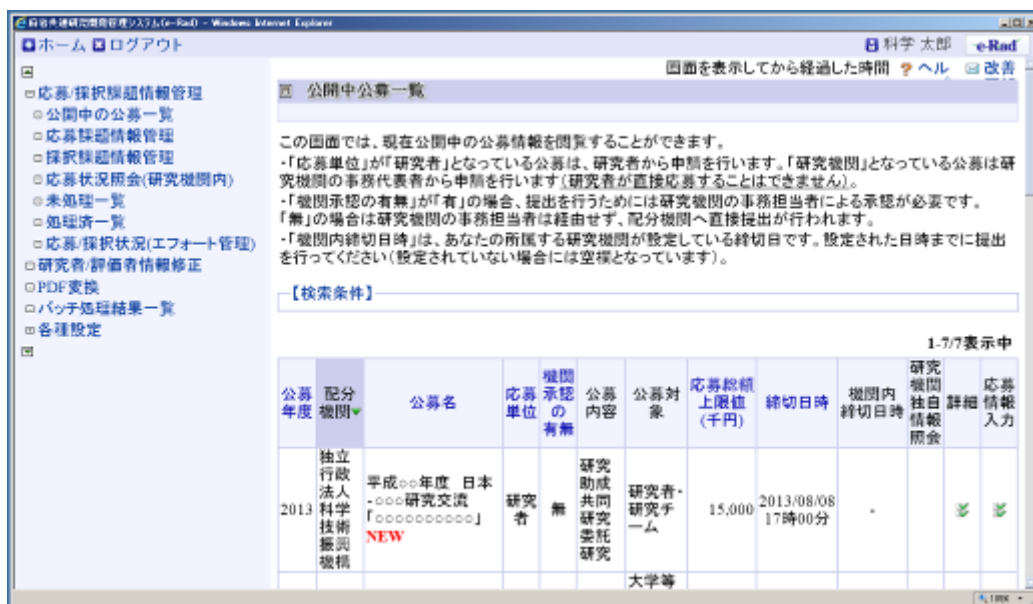 府省共通研究開発管理システム(e-Rad) - Windows Internet Explorer
ホーム ログアウト
科学 太郎
e-Rad
画面を表示してから経過した時間 ? ヘル 改善
応募/採択課題情報管理
公開中の公募一覧
応募課題情報管理
採択課題情報管理
応募状況照会(研究機関内)
未処理一覧
処理済一覧
応募/採択状況(エフォート管理)
研究者/評価者情報修正
PDF変換
バッチ処理結果一覧
各種設定
公開中公募一覧
この画面では、現在公開中の公募情報を閲覧することができます。
・「応募単位」が「研究者」となっている公募は、研究者から申請を行います。「研究機関」となっている公募は研
究機関の事務代表者から申請を行います(研究者が直接応募することはできません)。
・「機関承認の有無」が「有」の場合、提出を行うためには研究機関の事務担当者による承認が必要です。
「無」の場合は研究機関の事務担当者は経由せず、配分機関へ直接提出が行われます。
・「機関内締切日時」は、あなたの所属する研究機関が設定している締切日です。設定された日時までに提出
を行ってください(設定されていない場合には空欄となっています)。
【検索条件】
1-7/7表示中
公募
年度
配分
機関▼
公募名
応募
単位
機関
承認
の
有無
公募
内容
公募対
象
応募総額
上限値
(千円)
締切日時
機関内
締切日時
研究
機関
独自
情報
照会
詳細
応募
情報
入力
2013
独立
行政
法人
科学
技術
振興
機構
平成○○年度 日本
-○○○研究交流
「○○○○○○○○○○」
NEW
研究
者
無
研究
助成
共同
研究
委託
研究
研究者・
研究チ
ーム
15,000
2013/08/08
17時00分
-
大学等
100%